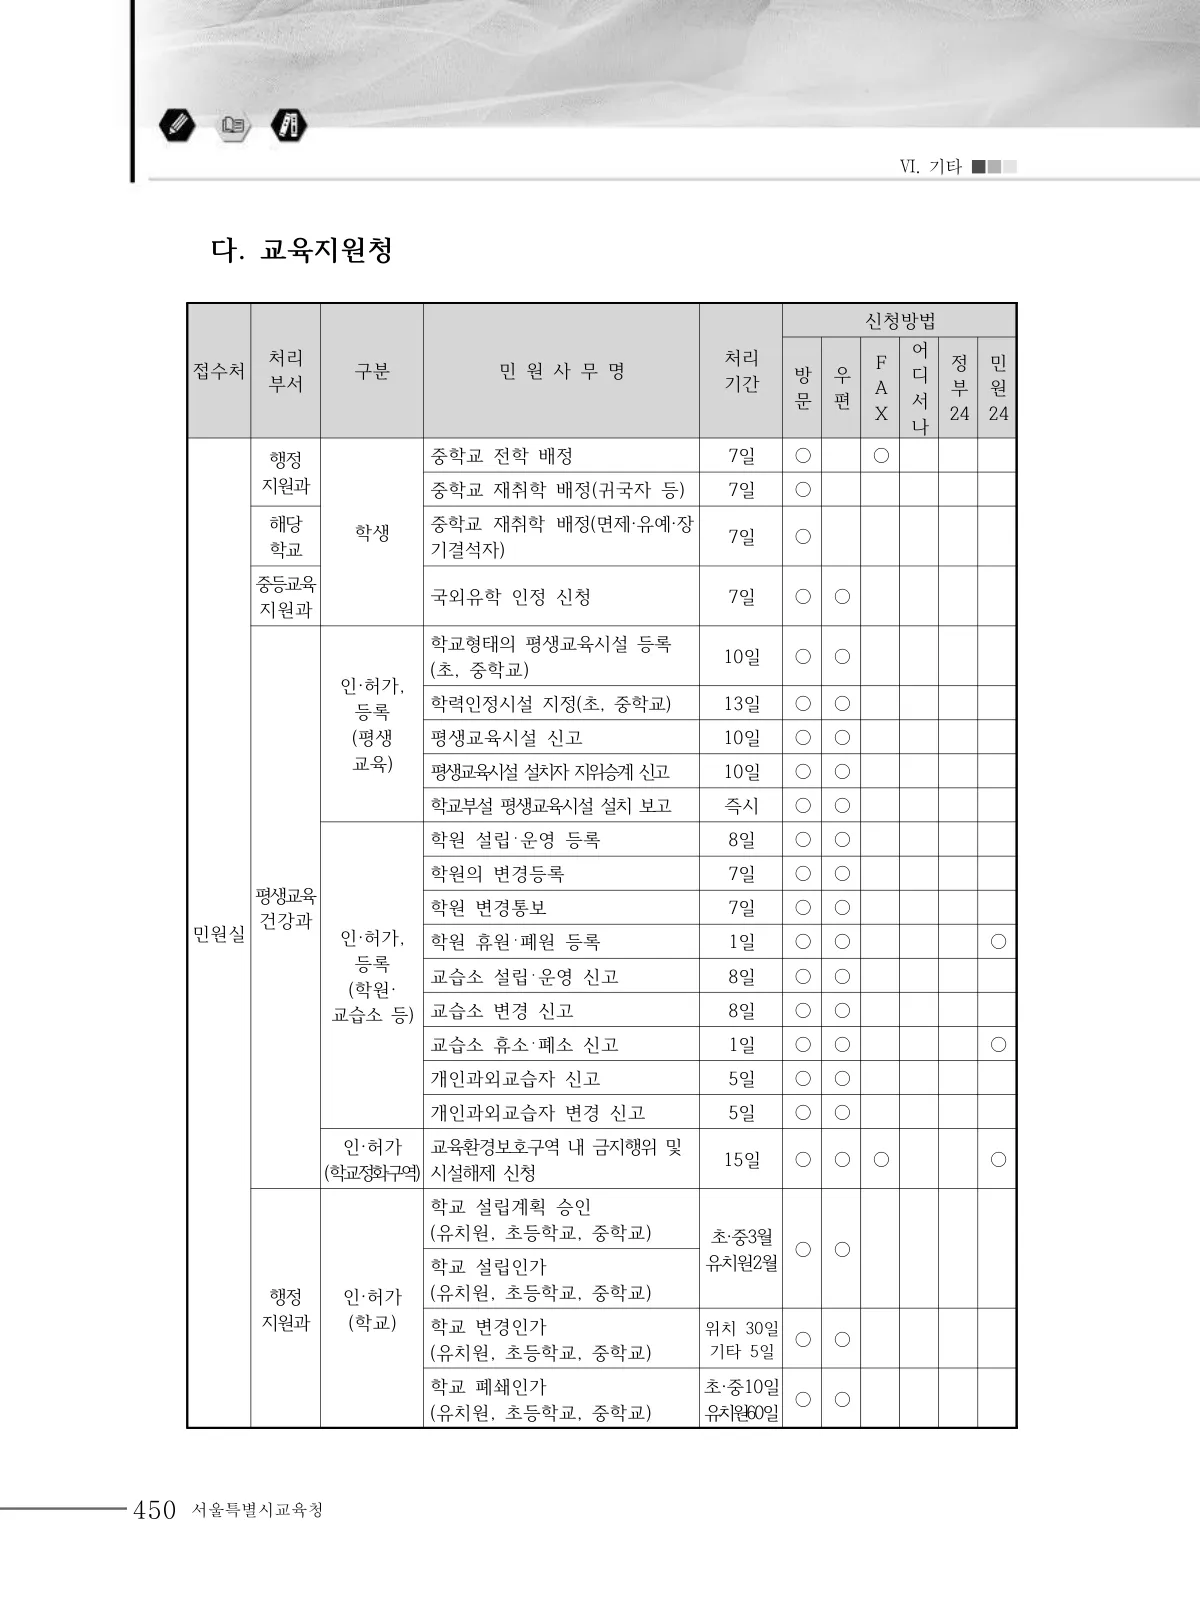 Ⅵ. 기타
다. 교육지원청
접수처 처리 부서 구분 민 원 사 무 명 처리 기간 신청방법
방문 우편 FAX 어디서나 정부24 민원24
민원실
행정
지원과
학생
중학교 전학 배정 7일 ○ ○
중학교 재취학 배정(귀국자 등) 7일 ○
해당
학교
중학교 재취학 배정(면제·유예·장
기결석자) 7일 ○
중등교육
지원과
국외유학 인정 신청 7일 ○ ○
평생교육
건강과
인·허가,
등록
(평생
교육)
학교형태의 평생교육시설 등록
(초, 중학교) 10일 ○ ○
학력인정시설 지정(초, 중학교) 13일 ○ ○
평생교육시설 신고 10일 ○ ○
평생교육시설 설치자 지위승계 신고 10일 ○ ○
학교부설 평생교육시설 설치 보고 즉시 ○ ○
인·허가,
등록
(학원·
교습소 등)
학원 설립·운영 등록 8일 ○ ○
학원의 변경등록 7일 ○ ○
학원 변경통보 7일 ○ ○
학원 휴원·폐원 등록 1일 ○ ○ ○
교습소 설립·운영 신고 8일 ○ ○
교습소 변경 신고 8일 ○ ○
교습소 휴소·폐소 신고 1일 ○ ○ ○
개인과외교습자 신고 5일 ○ ○
개인과외교습자 변경 신고 5일 ○ ○
인·허가
(학교정화구역)
교육환경보호구역 내 금지행위 및
시설해제 신청 15일 ○ ○ ○ ○
행정
지원과
인·허가
(학교)
학교 설립계획 승인
(유치원, 초등학교, 중학교)
초·중3월
유치원2월 ○ ○
학교 설립인가
(유치원, 초등학교, 중학교)
학교 변경인가
(유치원, 초등학교, 중학교)
위치 30일
기타 5일 ○ ○
학교 폐쇄인가
(유치원, 초등학교, 중학교)
초·중10일
유치원60일 ○ ○
450 서울특별시교육청